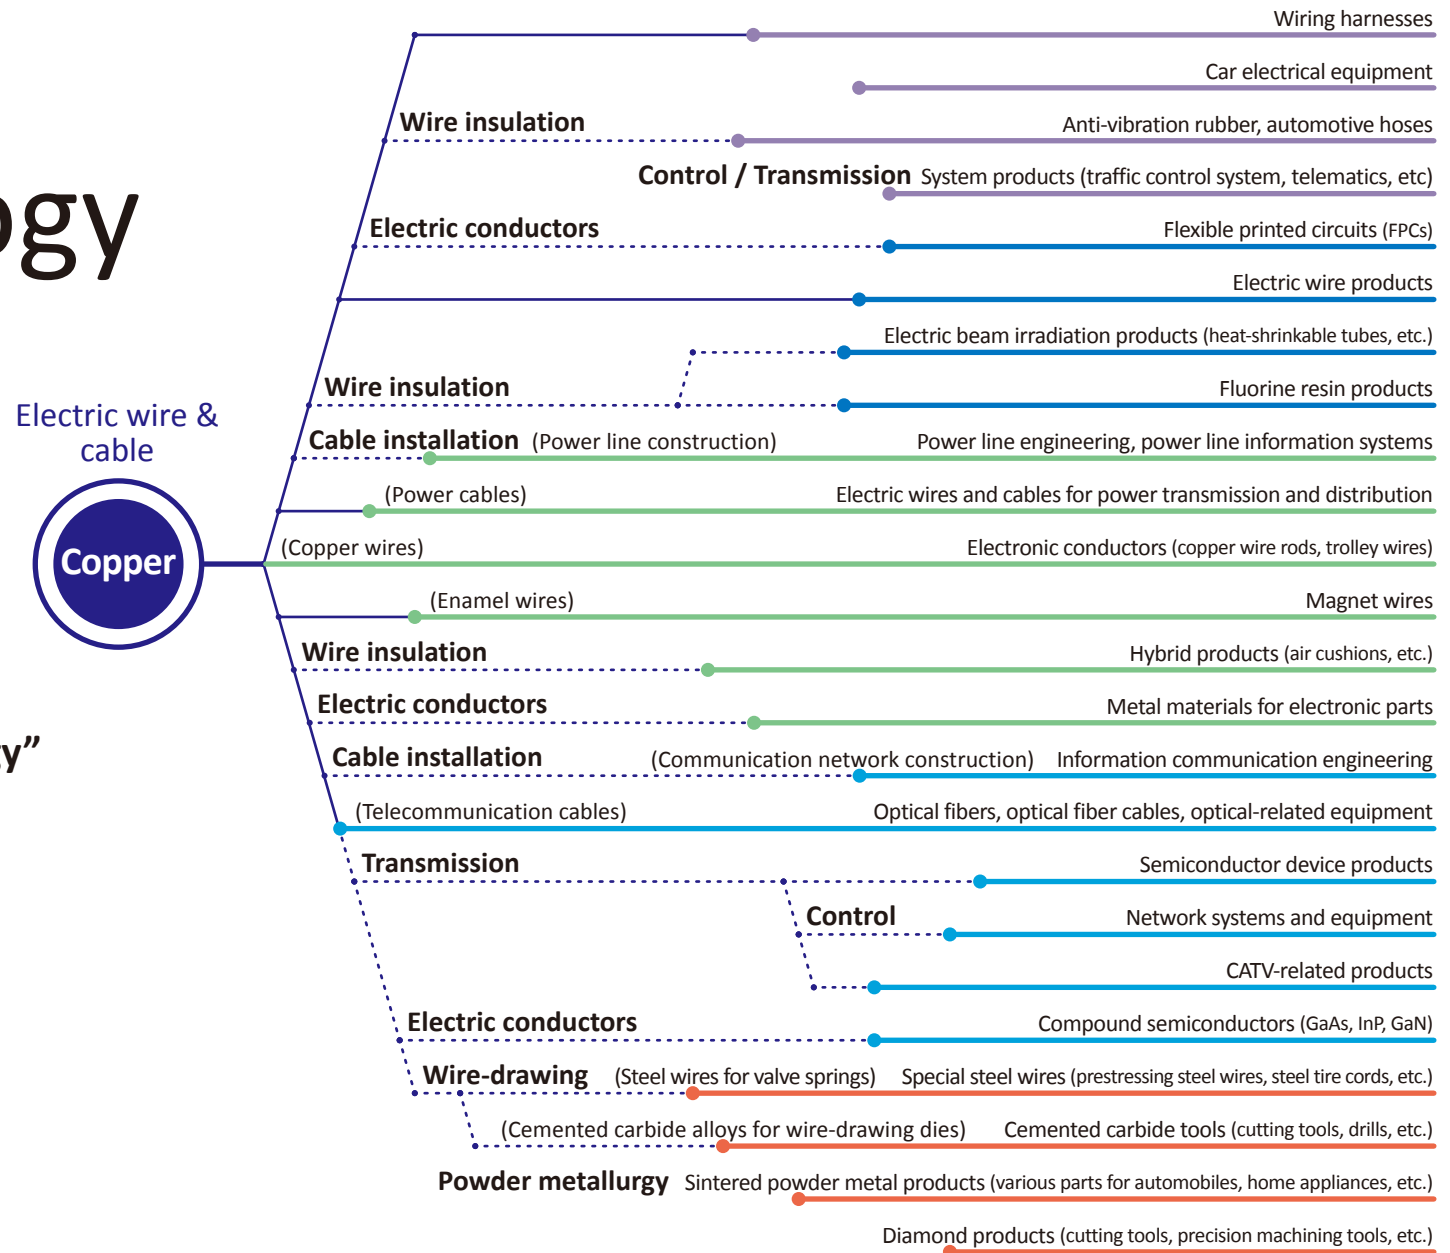 Wiring harnesses
Car electrical equipment
Wire insulation
Anti-vibration rubber, automotive hoses
Control / Transmission
System products (traffic control system, telematics, etc)
ogy
Electric conductors
Flexible printed circuits (FPCs)
Electric wire products
Electric beam irradiation products (heat-shrinkable tubes, etc.)
Wire insulation
Fluorine resin products
Electric wire &
cable
Copper
Cable installation (Power line construction)
Power line engineering, power line information systems
(Power cables)
Electric wires and cables for power transmission and distribution
(Copper wires)
Electronic conductors (copper wire rods, trolley wires)
(Enamel wires)
Magnet wires
Wire insulation
Hybrid products (air cushions, etc.)
Electric conductors
Metal materials for electronic parts
y”
Cable installation
(Communication network construction)
Information communication engineering
(Telecommunication cables)
Optical fibers, optical fiber cables, optical-related equipment
Transmission
Semiconductor device products
Control
Network systems and equipment
CATV-related products
Electric conductors
Compound semiconductors (GaAs, InP, GaN)
Wire-drawing (Steel wires for valve springs)
Special steel wires (prestressing steel wires, steel tire cords, etc.)
(Cemented carbide alloys for wire-drawing dies)
Cemented carbide tools (cutting tools, drills, etc.)
Powder metallurgy
Sintered powder metal products (various parts for automobiles, home appliances, etc.)
Diamond products (cutting tools, precision machining tools, etc.)